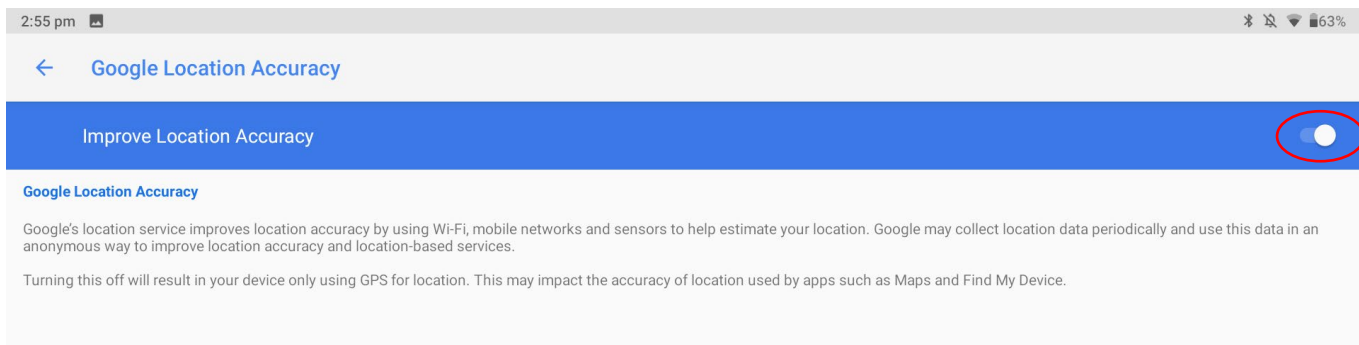 2:55 pm
63%
Google Location Accuracy
Improve Location Accuracy
Google Location Accuracy
Google's location service improves location accuracy by using Wi-Fi, mobile networks and sensors to help estimate your location. Google may collect location data periodically and use this data in an
anonymous way to improve location accuracy and location-based services.
Turning this off will result in your device only using GPS for location. This may impact the accuracy of location used by apps such as Maps and Find My Device.